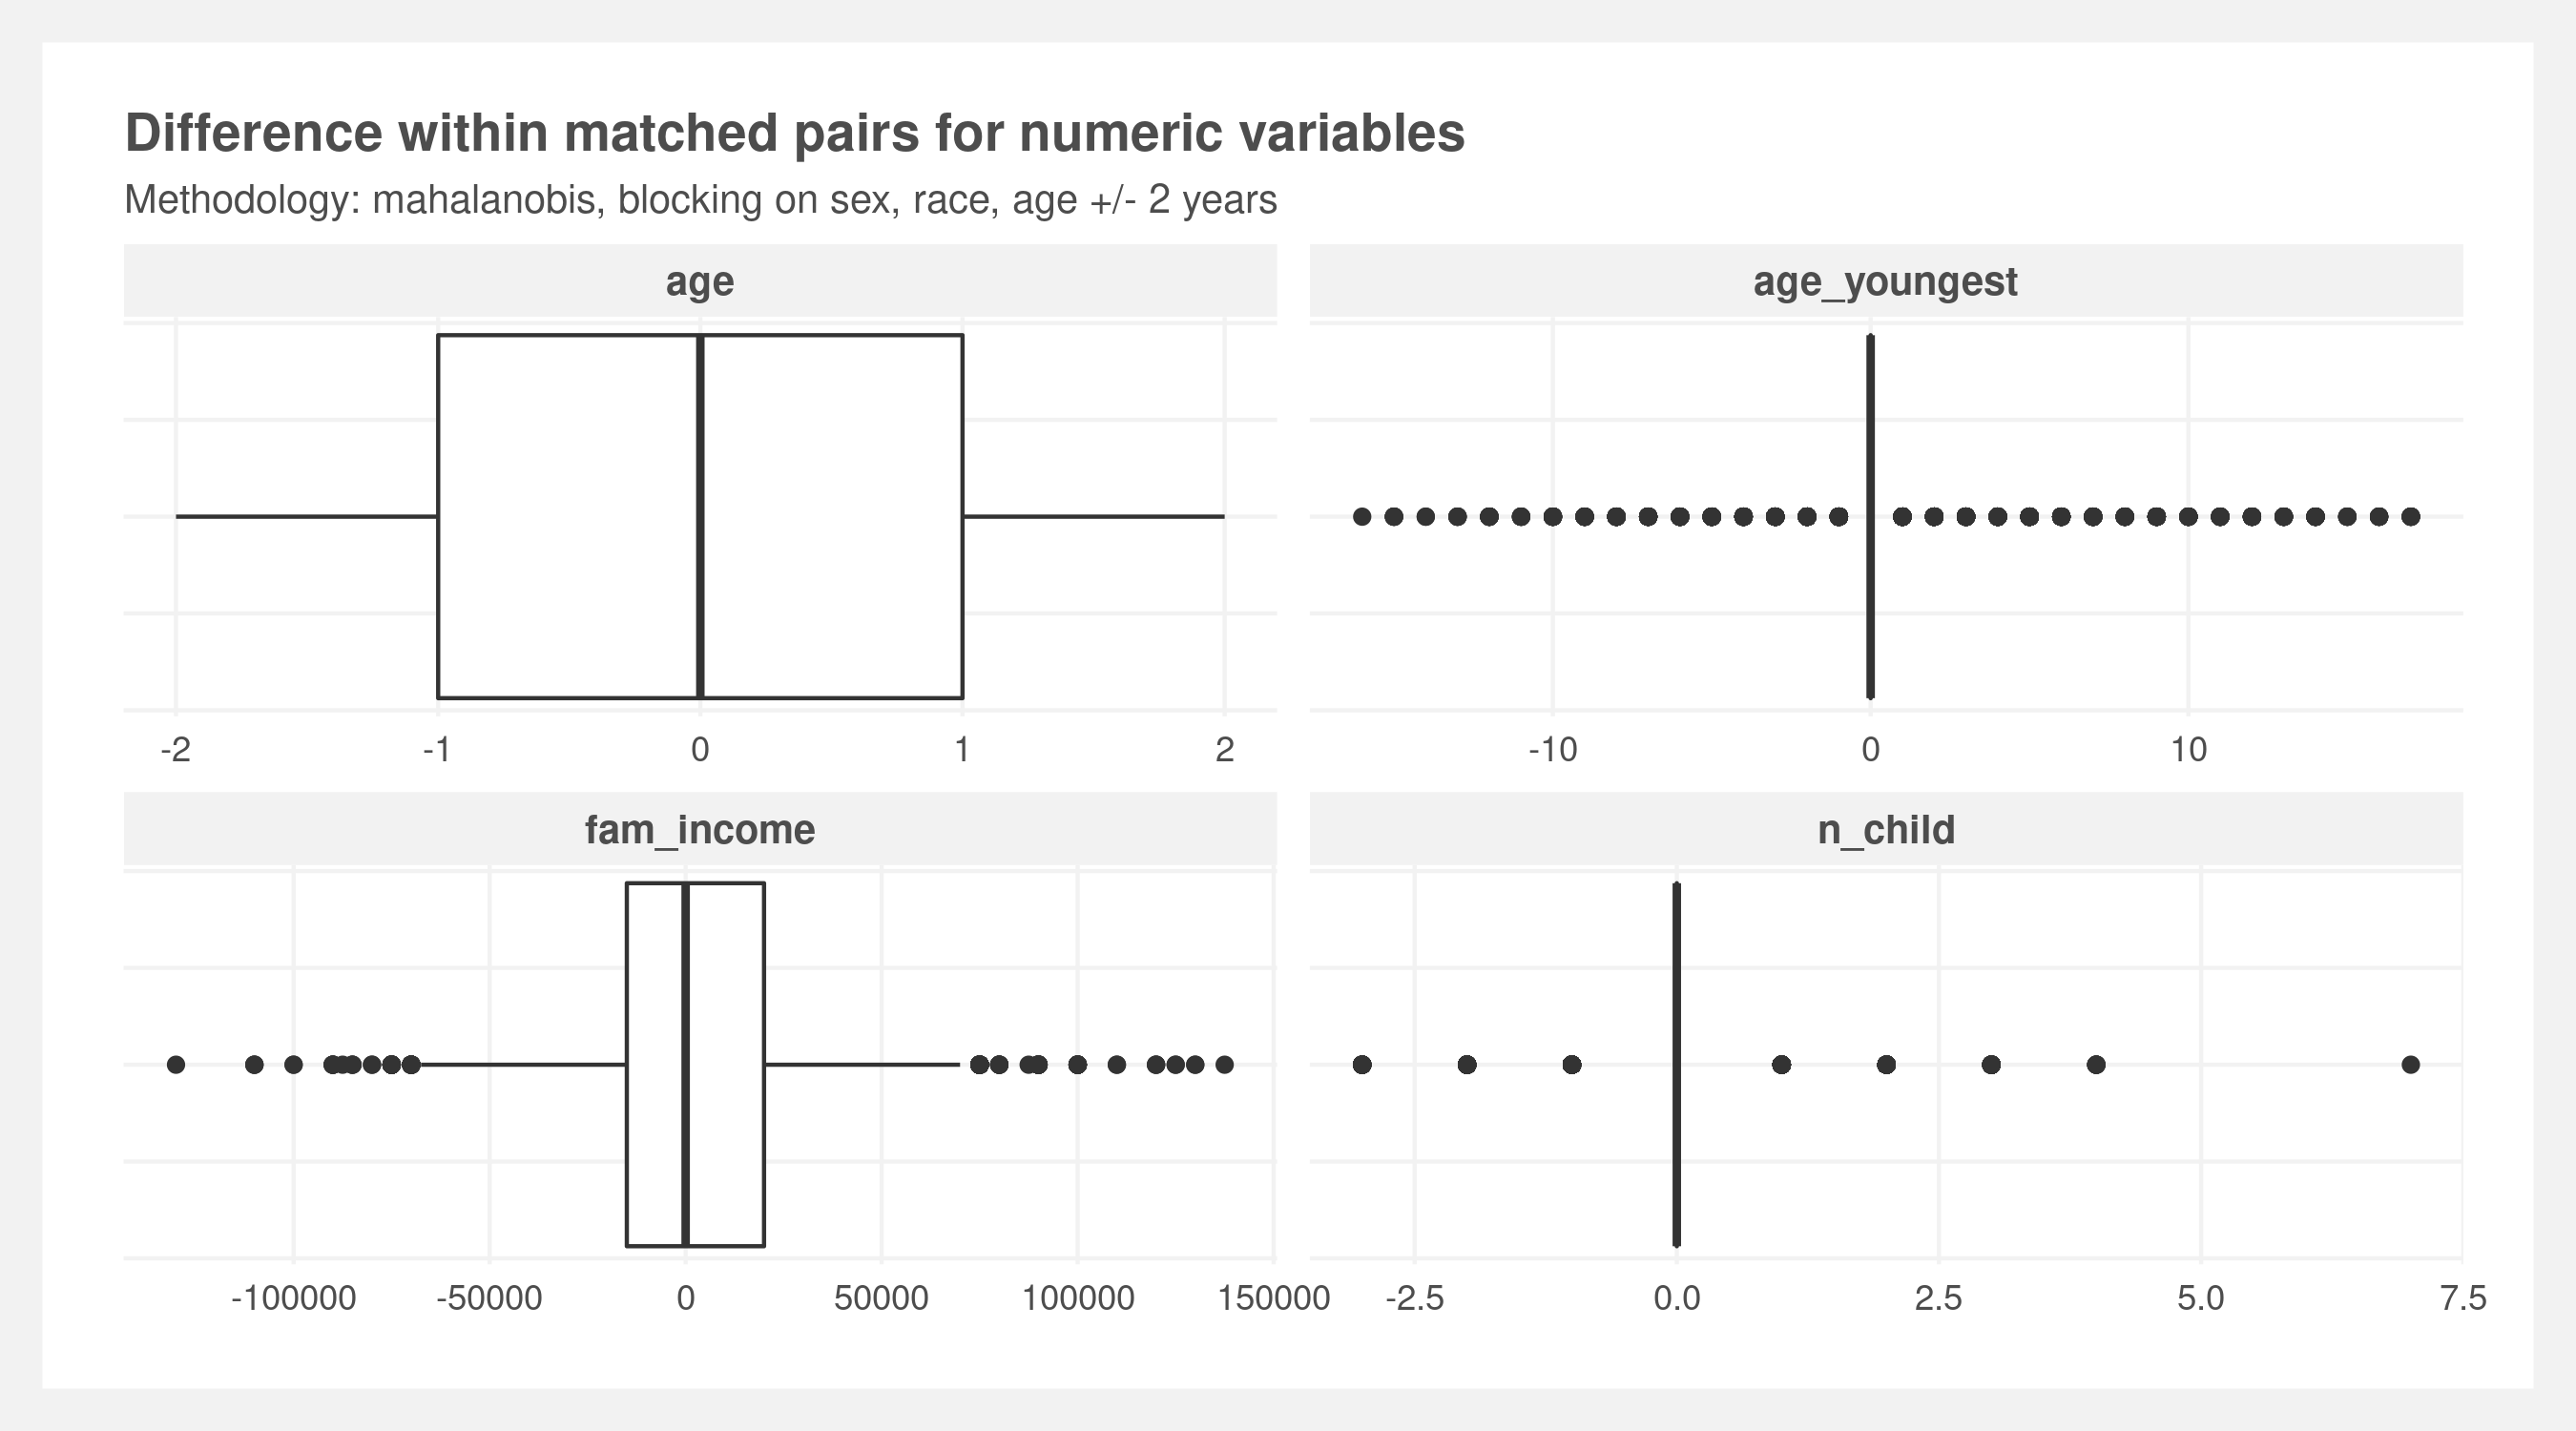 Difference within matched pairs for numeric variables
Methodology: mahalanobis, blocking on sex, race, age +/- 2 years
age
-2 -1 0 1 2
age_youngest
-10 0 10
fam_income
-100000 -50000 0 50000 100000 150000
n_child
-2.5 0.0 2.5 5.0 7.5